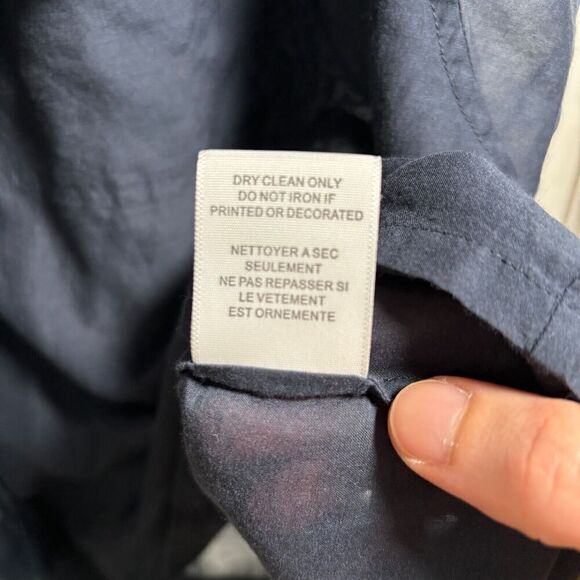 DRY CLEAN ONLY
DO NOT IRON IF
PRINTED OR DECORATED
NETTOYER A SEC
SEULEMENT
NE PAS REPASSER SI
LE VETEMENT
EST ORNEMENTE